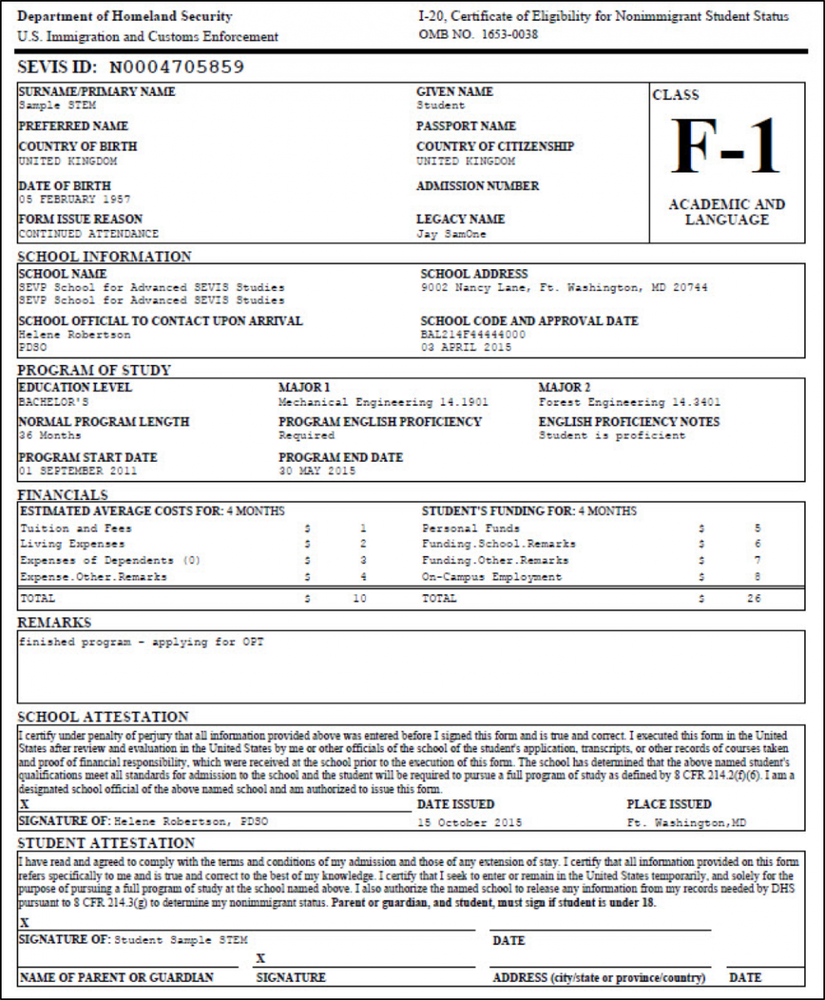 Department of Homeland Security
U.S. Immigration and Customs Enforcement
I-20, Certificate of Eligibility for Nonimmigrant Student Status
OMB NO. 1653-0038
SEVIS ID: N0004705859
SURNAME/PRIMARY NAME
Sample STEM
GIVEN NAME
Student
PREFERRED NAME
PASSPORT NAME
COUNTRY OF BIRTH
UNITED KINGDOM
COUNTRY OF CITIZENSHIP
UNITED KINGDOM
DATE OF BIRTH
05 FEBRUARY 1957
ADMISSION NUMBER
FORM ISSUE REASON
CONTINUED ATTENDANCE
LEGACY NAME
Jay SamOne
CLASS
F-1
ACADEMIC AND
LANGUAGE
SCHOOL INFORMATION
SCHOOL NAME
SEVP School for Advanced SEVIS Studies
SEVP School for Advanced SEVIS Studies
SCHOOL ADDRESS
9002 Nancy Lane, Ft. Washington, MD 20744
SCHOOL OFFICIAL TO CONTACT UPON ARRIVAL
Helene Robertson
PDSO
SCHOOL CODE AND APPROVAL DATE
BAL214F44444000
03 APRIL 2015
PROGRAM OF STUDY
EDUCATION LEVEL
BACHELOR'S
MAJOR 1
Mechanical Engineering 14.1901
MAJOR 2
Forest Engineering 14.3401
NORMAL PROGRAM LENGTH
36 Months
PROGRAM ENGLISH PROFICIENCY
Required
ENGLISH PROFICIENCY NOTES
Student is proficient
PROGRAM START DATE
01 SEPTEMBER 2011
PROGRAM END DATE
30 MAY 2015
FINANCIALS
ESTIMATED AVERAGE COSTS FOR: 4 MONTHS
Tuition and Fees $ 1
Living Expenses $ 2
Expenses of Dependents (0) $ 3
Expense.Other.Remarks $ 4
TOTAL $ 10
STUDENT'S FUNDING FOR: 4 MONTHS
Personal Funds $ 5
Funding.School.Remarks $ 6
Funding.Other.Remarks $ 7
On-Campus Employment $ 8
TOTAL $ 26
REMARKS
finished program - applying for OPT
SCHOOL ATTESTATION
I certify under penalty of perjury that all information provided above was entered before I signed this form and is true and correct. I executed this form in the United
States after review and evaluation in the United States by me or other officials of the school of the student's application, transcripts, or other records of courses taken
and proof of financial responsibility, which were received at the school prior to the execution of this form. The school has determined that the above named student's
qualifications meet all standards for admission to the school and the student will be required to pursue a full program of study as defined by 8 CFR 214.2(f)(6). I am a
designated school official of the above named school and am authorized to issue this form.
X
SIGNATURE OF: Helene Robertson, PDSO
DATE ISSUED
15 October 2015
PLACE ISSUED
Ft. Washington,MD
STUDENT ATTESTATION
I have read and agreed to comply with the terms and conditions of my admission and those of any extension of stay. I certify that all information provided on this form
refers specifically to me and is true and correct to the best of my knowledge. I certify that I seek to enter or remain in the United States temporarily, and solely for the
purpose of pursuing a full program of study at the school named above. I also authorize the named school to release any information from my records needed by DHS
pursuant to 8 CFR 214.3(g) to determine my nonimmigrant status. Parent or guardian, and student, must sign if student is under 18.
X
SIGNATURE OF: Student Sample STEM
DATE
X
NAME OF PARENT OR GUARDIAN
SIGNATURE
ADDRESS (city/state or province/country)
DATE